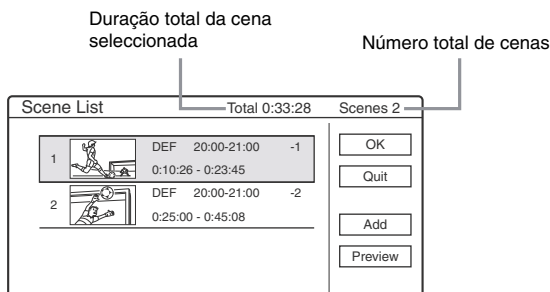 Duração total da cena
seleccionada
Número total de cenas
Scene List Total 0:33:28 Scenes 2
1 DEF 20:00-21:00 -1
0:10:26 - 0:23:45
2 DEF 20:00-21:00 -2
0:25:00 - 0:45:08
OK
Quit
Add
Preview